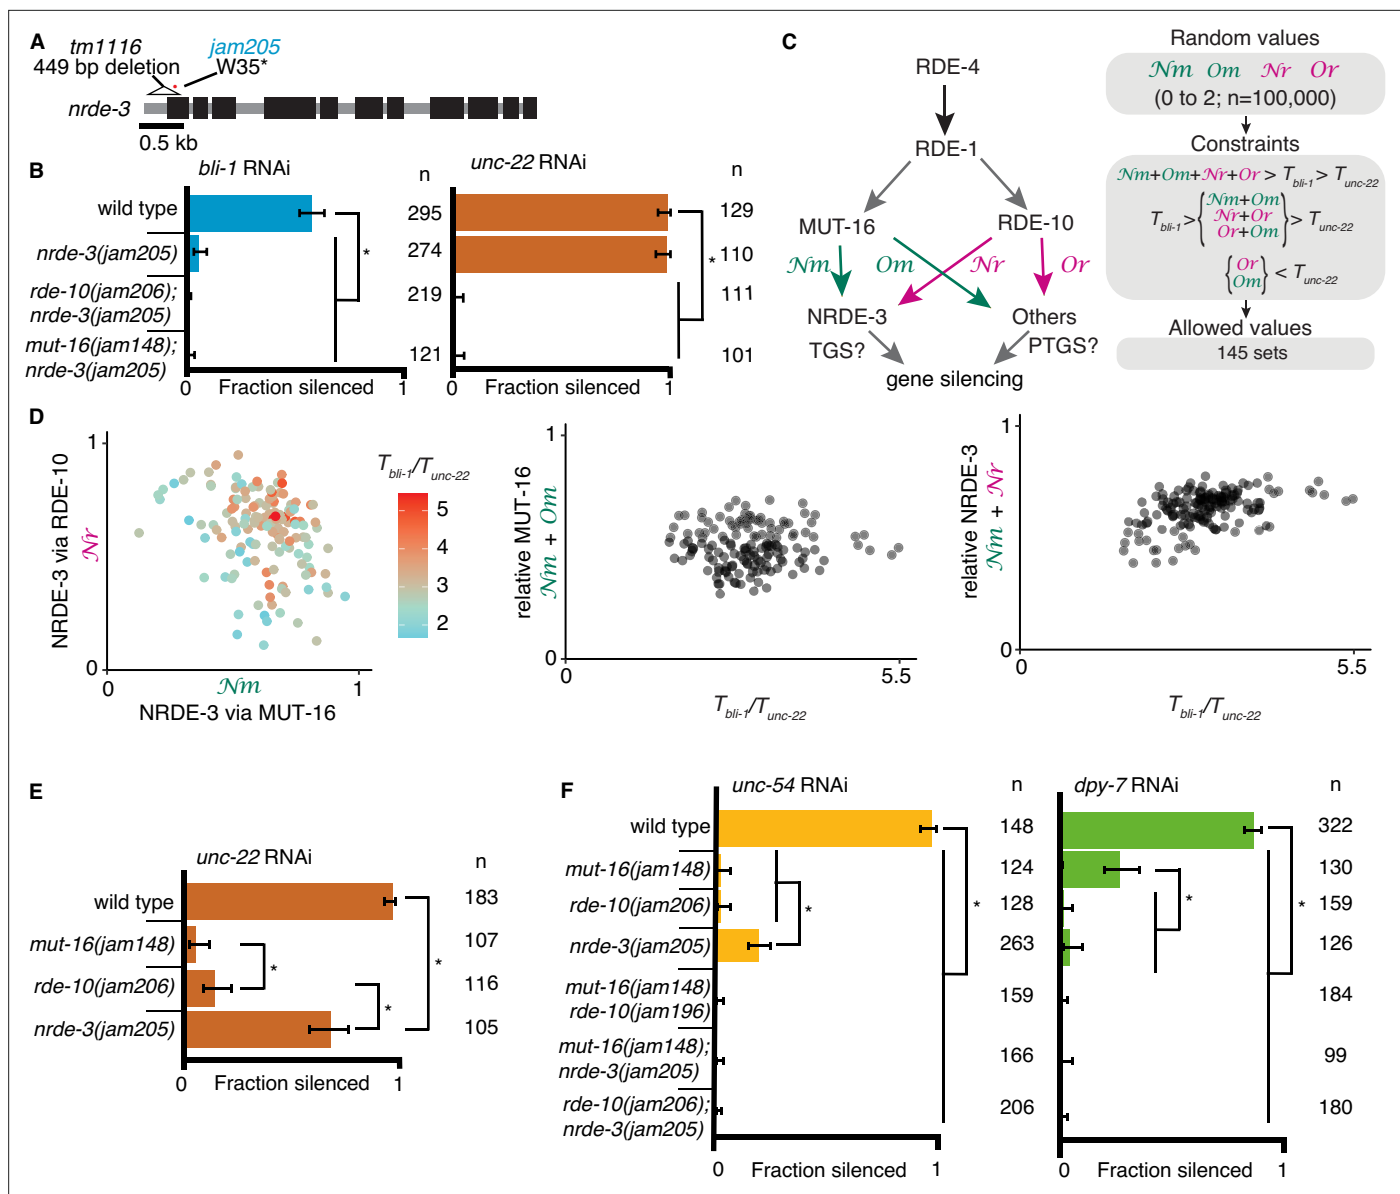 A
tm1116
449 bp deletion
jam205
W35*
nrde-3
0.5 kb
B
bli-1 RNAi
n
unc-22 RNAi
n
wild type
295
129
nrde-3(jam205)
274
110
rde-10(jam206);
nrde-3(jam205)
219
111
mut-16(jam148);
nrde-3(jam205)
121
101
*
*
0
Fraction silenced
1
0
Fraction silenced
1
C
RDE-4
RDE-1
MUT-16
RDE-10
Nm
Om
Nr
Or
NRDE-3
Others
TGS?
PTGS?
gene silencing
Random values
Nm Om Nr Or
(0 to 2; n=100,000)
Constraints
Nm+Om+Nr+Or > Tbli-1 > Tunc-22
Tbli-1 > { Nm+Om
Nr+Or
Or+Om } > Tunc-22
{ Or
Om } < Tunc-22
Allowed values
145 sets
D
NRDE-3 via RDE-10
Nr
1
0
0
Nm
1
NRDE-3 via MUT-16
Tbli-1/Tunc-22
5
4
3
2
relative MUT-16
Nm + Om
1
0
0
5.5
Tbli-1/Tunc-22
relative NRDE-3
Nm + Nr
1
0
0
5.5
Tbli-1/Tunc-22
E
unc-22 RNAi
n
wild type
183
mut-16(jam148)
107
rde-10(jam206)
116
nrde-3(jam205)
105
*
*
*
0
Fraction silenced
1
F
unc-54 RNAi
n
dpy-7 RNAi
n
wild type
148
322
mut-16(jam148)
124
130
rde-10(jam206)
128
159
nrde-3(jam205)
263
126
mut-16(jam148)
rde-10(jam196)
159
184
mut-16(jam148);
nrde-3(jam205)
166
99
rde-10(jam206);
nrde-3(jam205)
206
180
*
*
*
*
0
Fraction silenced
1
0
Fraction silenced
1